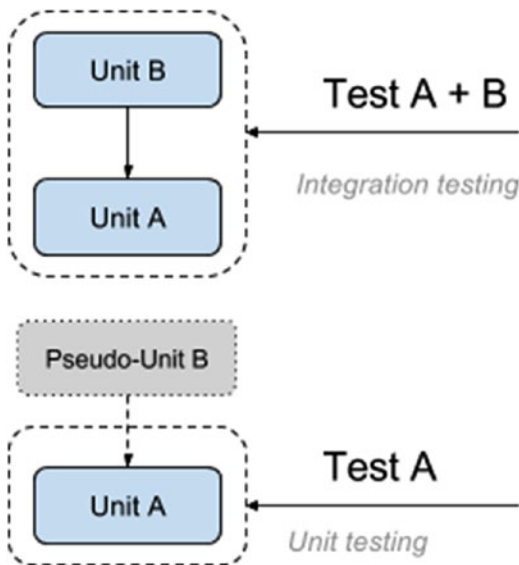 Unit B
Test A + B
Integration testing
Unit A
Pseudo-Unit B
Test A
Unit A
Unit testing